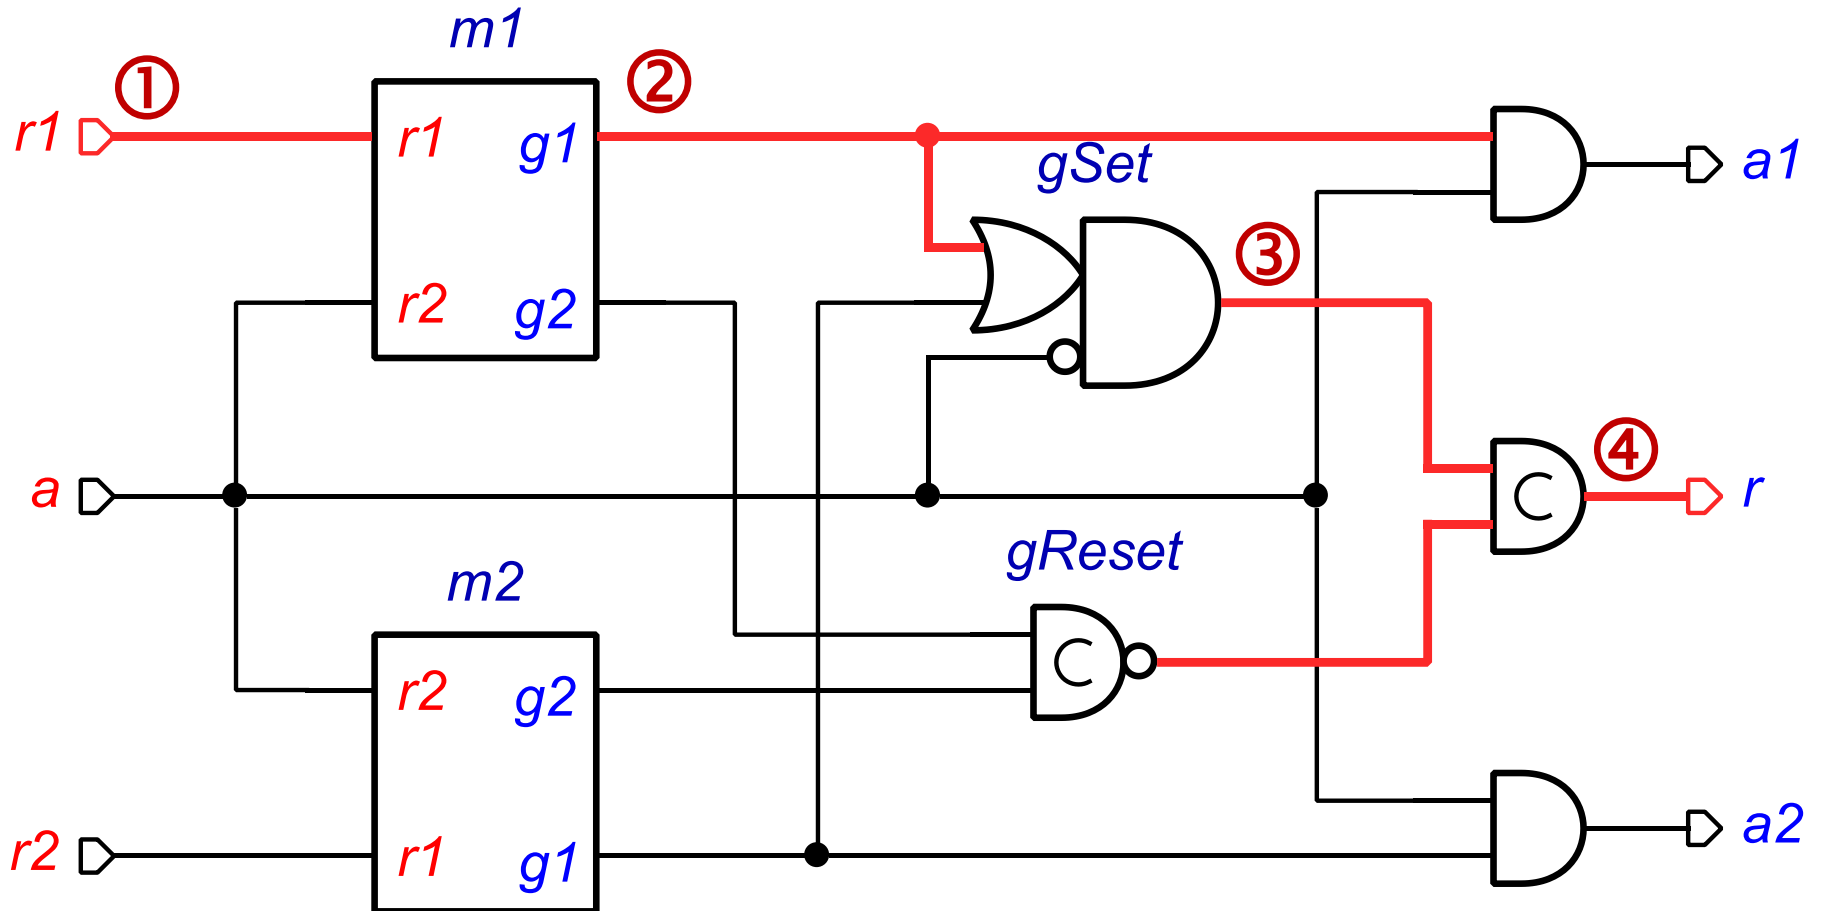 m1
①
②
r1
r1
g1
gSet
a1
③
r2
g2
④
a
C
r
gReset
m2
C
r2
g2
a2
r2
r1
g1